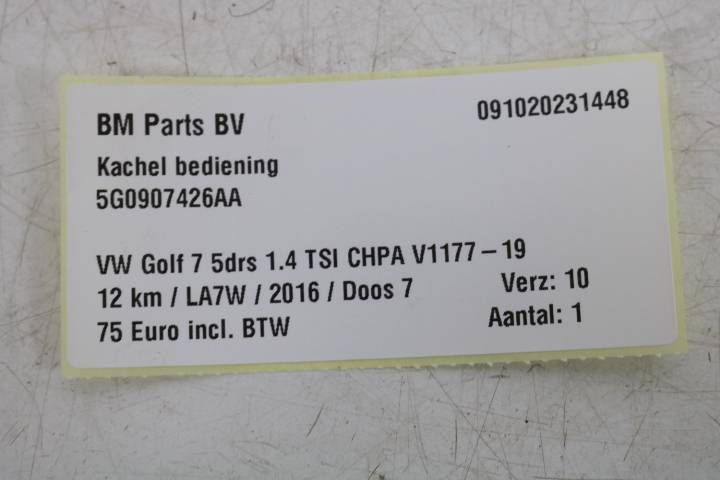 BM Parts BV 091020231448
Kachel bediening
5G0907426AA
VW Golf 7 5drs 1.4 TSI CHPA V1177 – 19
12 km / LA7W / 2016 / Doos 7 Verz: 10
75 Euro incl. BTW Aantal: 1